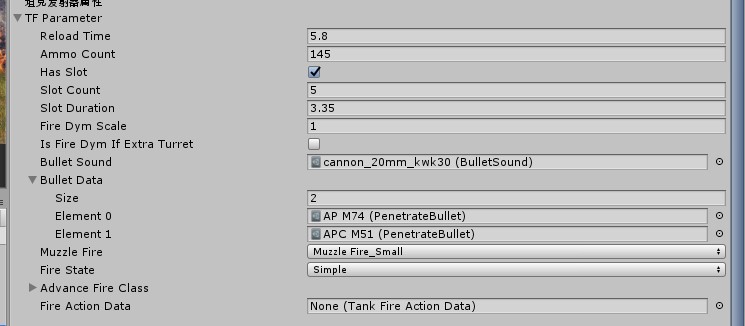 坦克发射器属性
TF Parameter
Reload Time 5.8
Ammo Count 145
Has Slot
Slot Count 5
Slot Duration 3.35
Fire Dym Scale 1
Is Fire Dym If Extra Turret
Bullet Sound cannon_20mm_kwk30 (BulletSound)
Bullet Data
Size 2
Element 0 AP M74 (PenetrateBullet)
Element 1 APC M51 (PenetrateBullet)
Muzzle Fire Muzzle Fire_Small
Fire State Simple
Advance Fire Class
Fire Action Data None (Tank Fire Action Data)